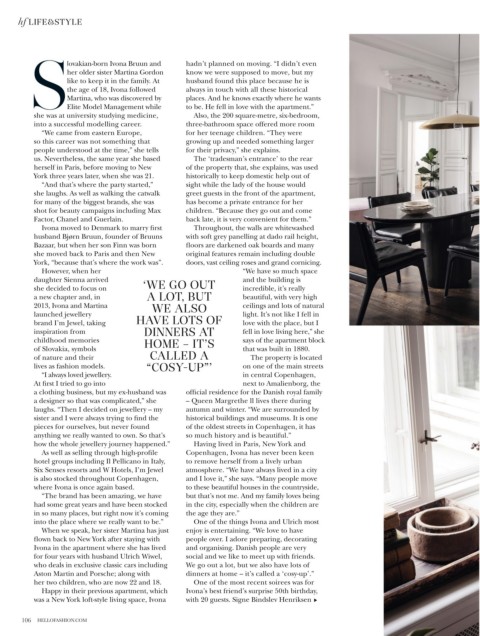 hf LIFE&STYLE
Slovakian-born Ivona Bruun and
her older sister Martina Gordon
like to keep it in the family. At
the age of 18, Ivona followed
Martina, who was discovered by
Elite Model Management while
she was at university studying medicine,
into a successful modelling career.
“We came from eastern Europe,
so this career was not something that
people understood at the time,” she tells
us. Nevertheless, the same year she based
herself in Paris, before moving to New
York three years later, when she was 21.
“And that’s where the party started,”
she laughs. As well as walking the catwalk
for many of the biggest brands, she was
shot for beauty campaigns including Max
Factor, Chanel and Guerlain.
Ivona moved to Denmark to marry first
husband Bjørn Bruun, founder of Bruuns
Bazaar, but when her son Finn was born
she moved back to Paris and then New
York, “because that’s where the work was”.
However, when her
daughter Sienna arrived
she decided to focus on
a new chapter and, in
2013, Ivona and Martina
launched jewellery
brand I’m Jewel, taking
inspiration from
childhood memories
of Slovakia, symbols
of nature and their
lives as fashion models.
“I always loved jewellery.
At first I tried to go into
a clothing business, but my ex-husband was
a designer so that was complicated,” she
laughs. “Then I decided on jewellery – my
sister and I were always trying to find the
pieces for ourselves, but never found
anything we really wanted to own. So that’s
how the whole jewellery journey happened.”
As well as selling through high-profile
hotel groups including Il Pellicano in Italy,
Six Senses resorts and W Hotels, I’m Jewel
is also stocked throughout Copenhagen,
where Ivona is once again based.
“The brand has been amazing, we have
had some great years and have been stocked
in so many places, but right now it’s coming
into the place where we really want to be.”
When we speak, her sister Martina has just
flown back to New York after staying with
Ivona in the apartment where she has lived
for four years with husband Ulrich Wiwel,
who deals in exclusive classic cars including
Aston Martin and Porsche; along with
her two children, who are now 22 and 18.
Happy in their previous apartment, which
was a New York loft-style living space, Ivona
hadn’t planned on moving. “I didn’t even
know we were supposed to move, but my
husband found this place because he is
always in touch with all these historical
places. And he knows exactly where he wants
to be. He fell in love with the apartment.”
Also, the 200 square-metre, six-bedroom,
three-bathroom space offered more room
for her teenage children. “They were
growing up and needed something larger
for their privacy,” she explains.
The ‘tradesman’s entrance’ to the rear
of the property that, she explains, was used
historically to keep domestic help out of
sight while the lady of the house would
greet guests in the front of the apartment,
has become a private entrance for her
children. “Because they go out and come
back late, it is very convenient for them.”
Throughout, the walls are whitewashed
with soft grey panelling at dado rail height,
floors are darkened oak boards and many
original features remain including double
doors, vast ceiling roses and grand cornicing.
“We have so much space
and the building is
incredible, it’s really
beautiful, with very high
ceilings and lots of natural
light. It’s not like I fell in
love with the place, but I
fell in love living here,” she
says of the apartment block
that was built in 1880.
The property is located
on one of the main streets
in central Copenhagen,
next to Amalienborg, the
official residence for the Danish royal family
– Queen Margrethe II lives there during
autumn and winter. “We are surrounded by
historical buildings and museums. It is one
of the oldest streets in Copenhagen, it has
so much history and is beautiful.”
Having lived in Paris, New York and
Copenhagen, Ivona has never been keen
to remove herself from a lively urban
atmosphere. “We have always lived in a city
and I love it,” she says. “Many people move
to these beautiful houses in the countryside,
but that’s not me. And my family loves being
in the city, especially when the children are
the age they are.”
One of the things Ivona and Ulrich most
enjoy is entertaining. “We love to have
people over. I adore preparing, decorating
and organising. Danish people are very
social and we like to meet up with friends.
We go out a lot, but we also have lots of
dinners at home – it’s called a ‘cosy-up’.”
One of the most recent soirees was for
Ivona’s best friend’s surprise 50th birthday,
with 20 guests. Signe Bindslev Henriksen ▶
‘WE GO OUT
A LOT, BUT
WE ALSO
HAVE LOTS OF
DINNERS AT
HOME – IT’S
CALLED A
“COSY-UP”’
106 HELLOFASHION.COM